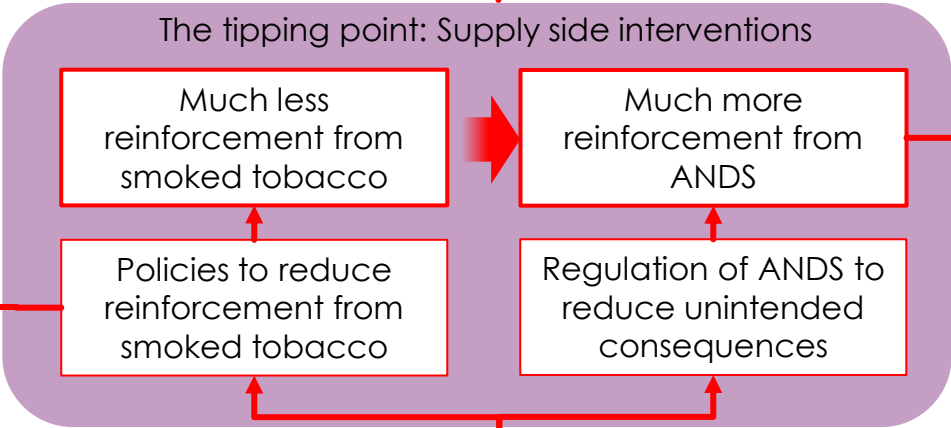 The tipping point: Supply side interventions
Much less
reinforcement from
smoked tobacco
Much more
reinforcement from
ANDS
Policies to reduce
reinforcement from
smoked tobacco
Regulation of ANDS to
reduce unintended
consequences